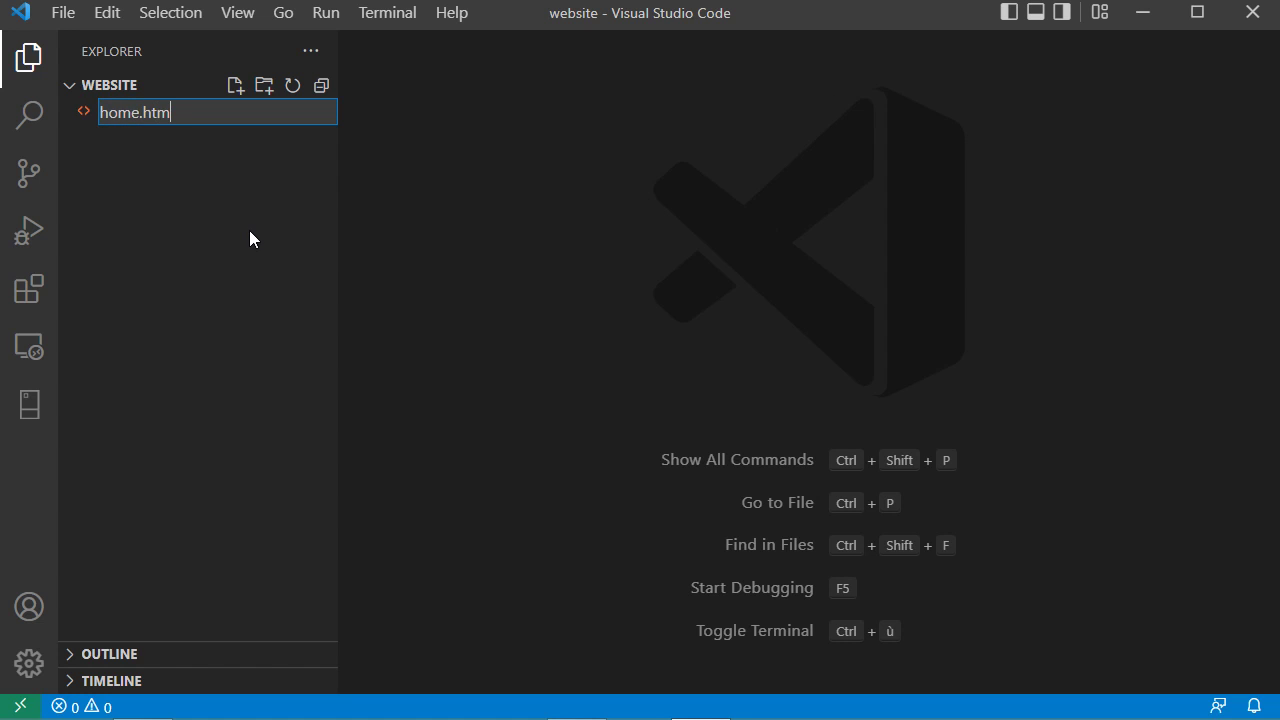 File Edit Selection View Go Run Terminal Help website - Visual Studio Code
EXPLORER
WEBSITE
home.htm
Show All Commands Ctrl + Shift + P
Go to File Ctrl + P
Find in Files Ctrl + Shift + F
Start Debugging F5
Toggle Terminal Ctrl + ù
OUTLINE
TIMELINE
0 0